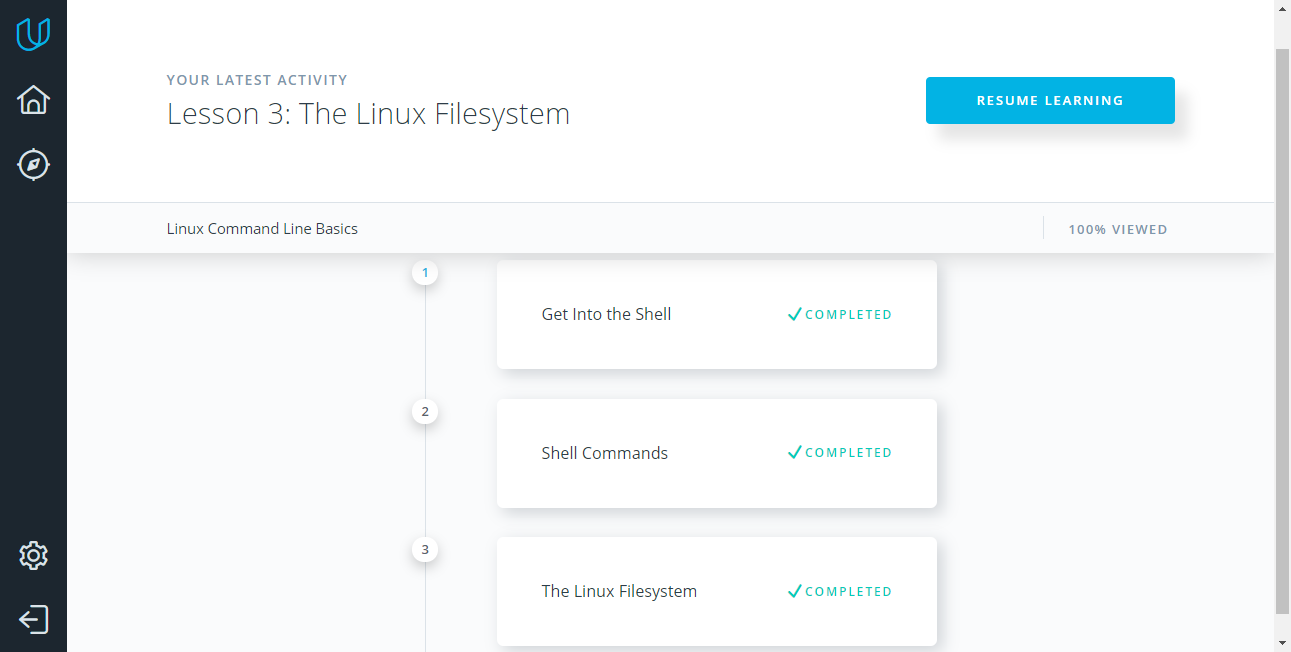 YOUR LATEST ACTIVITY
Lesson 3: The Linux Filesystem
RESUME LEARNING
Linux Command Line Basics
100% VIEWED
1
Get Into the Shell
COMPLETED
2
Shell Commands
COMPLETED
3
The Linux Filesystem
COMPLETED